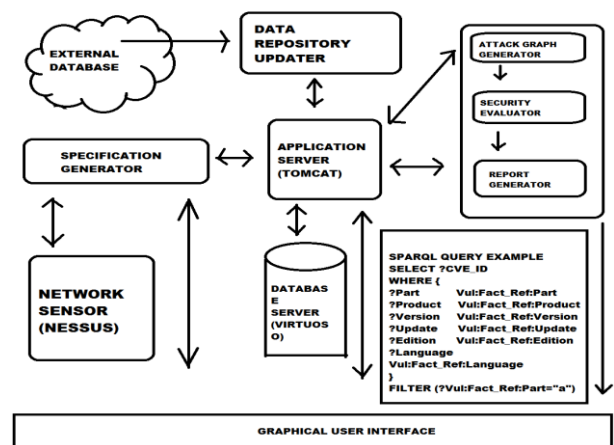 EXTERNAL
DATABASE
DATA
REPOSITORY
UPDATER
ATTACK GRAPH
GENERATOR
SECURITY
EVALUATOR
REPORT
GENERATOR
SPECIFICATION
GENERATOR
APPLICATION
SERVER
(TOMCAT)
NETWORK
SENSOR
(NESSUS)
DATABAS
E
SERVER
(VIRTUOS
O)
SPARQL QUERY EXAMPLE
SELECT ?CVE_ID
WHERE {
?Part Vul:Fact_Ref:Part
?Product Vul:Fact_Ref:Product
?Version Vul:Fact_Ref:Version
?Update Vul:Fact_Ref:Update
?Edition Vul:Fact_Ref:Edition
?Language
Vul:Fact_Ref:Language
}
FILTER (?Vul:Fact_Ref:Part="a")
GRAPHICAL USER INTERFACE